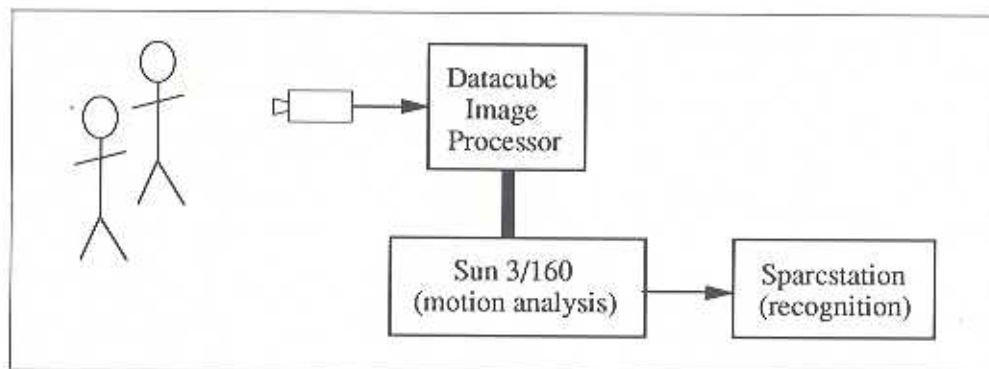 Datacube
Image
Processor
Sun 3/160
(motion analysis)
Sparcstation
(recognition)